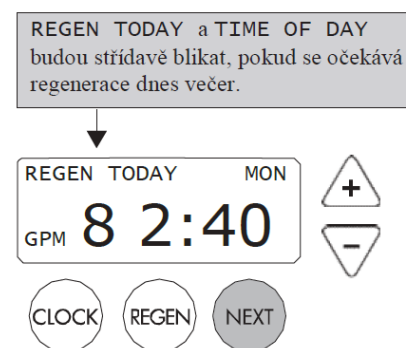 REGEN TODAY a TIME OF DAY
budou střídavě blikat, pokud se očekává
regenerace dnes večer.
REGEN TODAY MON
GPM 8 2:40
+
−
CLOCK REGEN NEXT